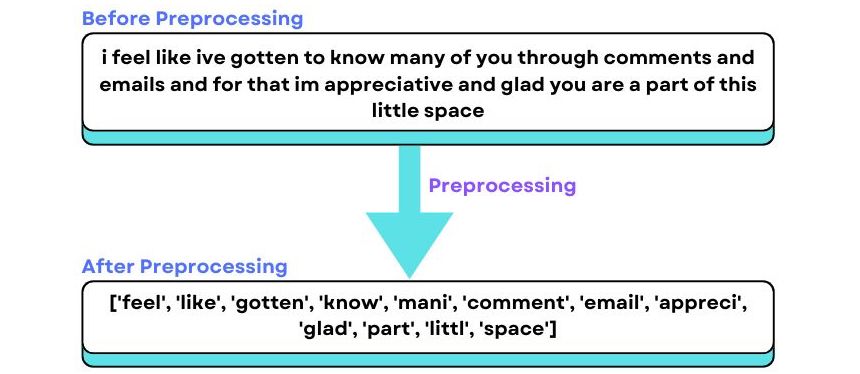 Before Preprocessing
i feel like ive gotten to know many of you through comments and
emails and for that im appreciative and glad you are a part of this
little space
Preprocessing
After Preprocessing
['feel', 'like', 'gotten', 'know', 'mani', 'comment', 'email', 'appreci',
'glad', 'part', 'littl', 'space']